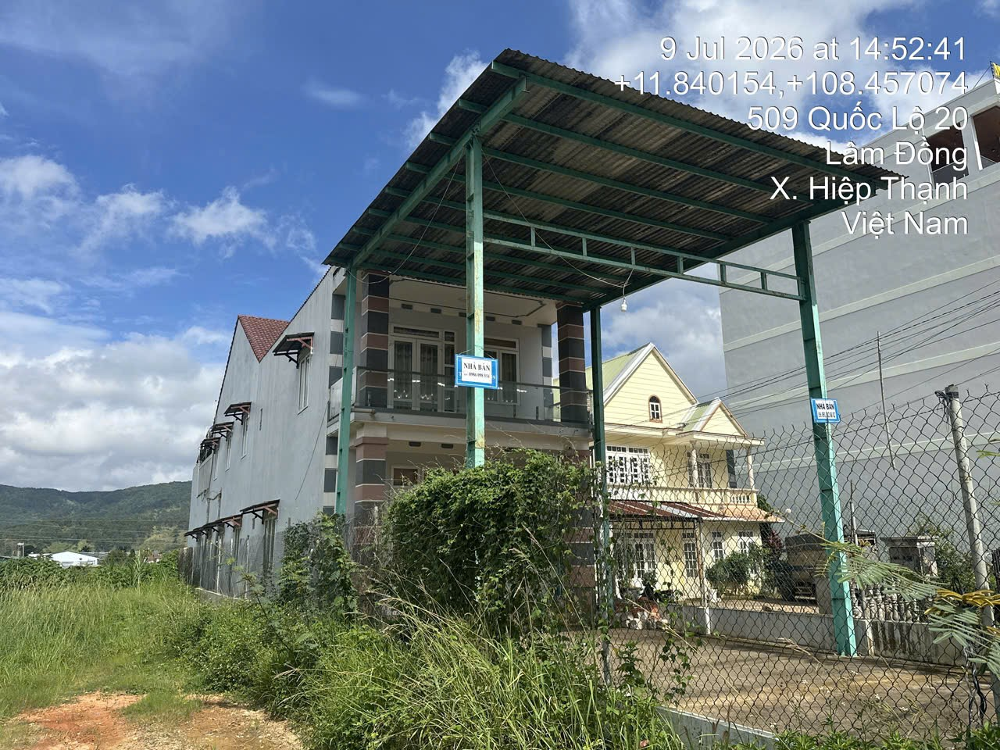 9 Jul 2026 at 14:52:41
+11.840154,+108.457074
509 Quốc Lộ 20
Lâm Đồng
X. Hiệp Thạnh
Việt Nam
NHÀ BÁN
NHÀ BÁN